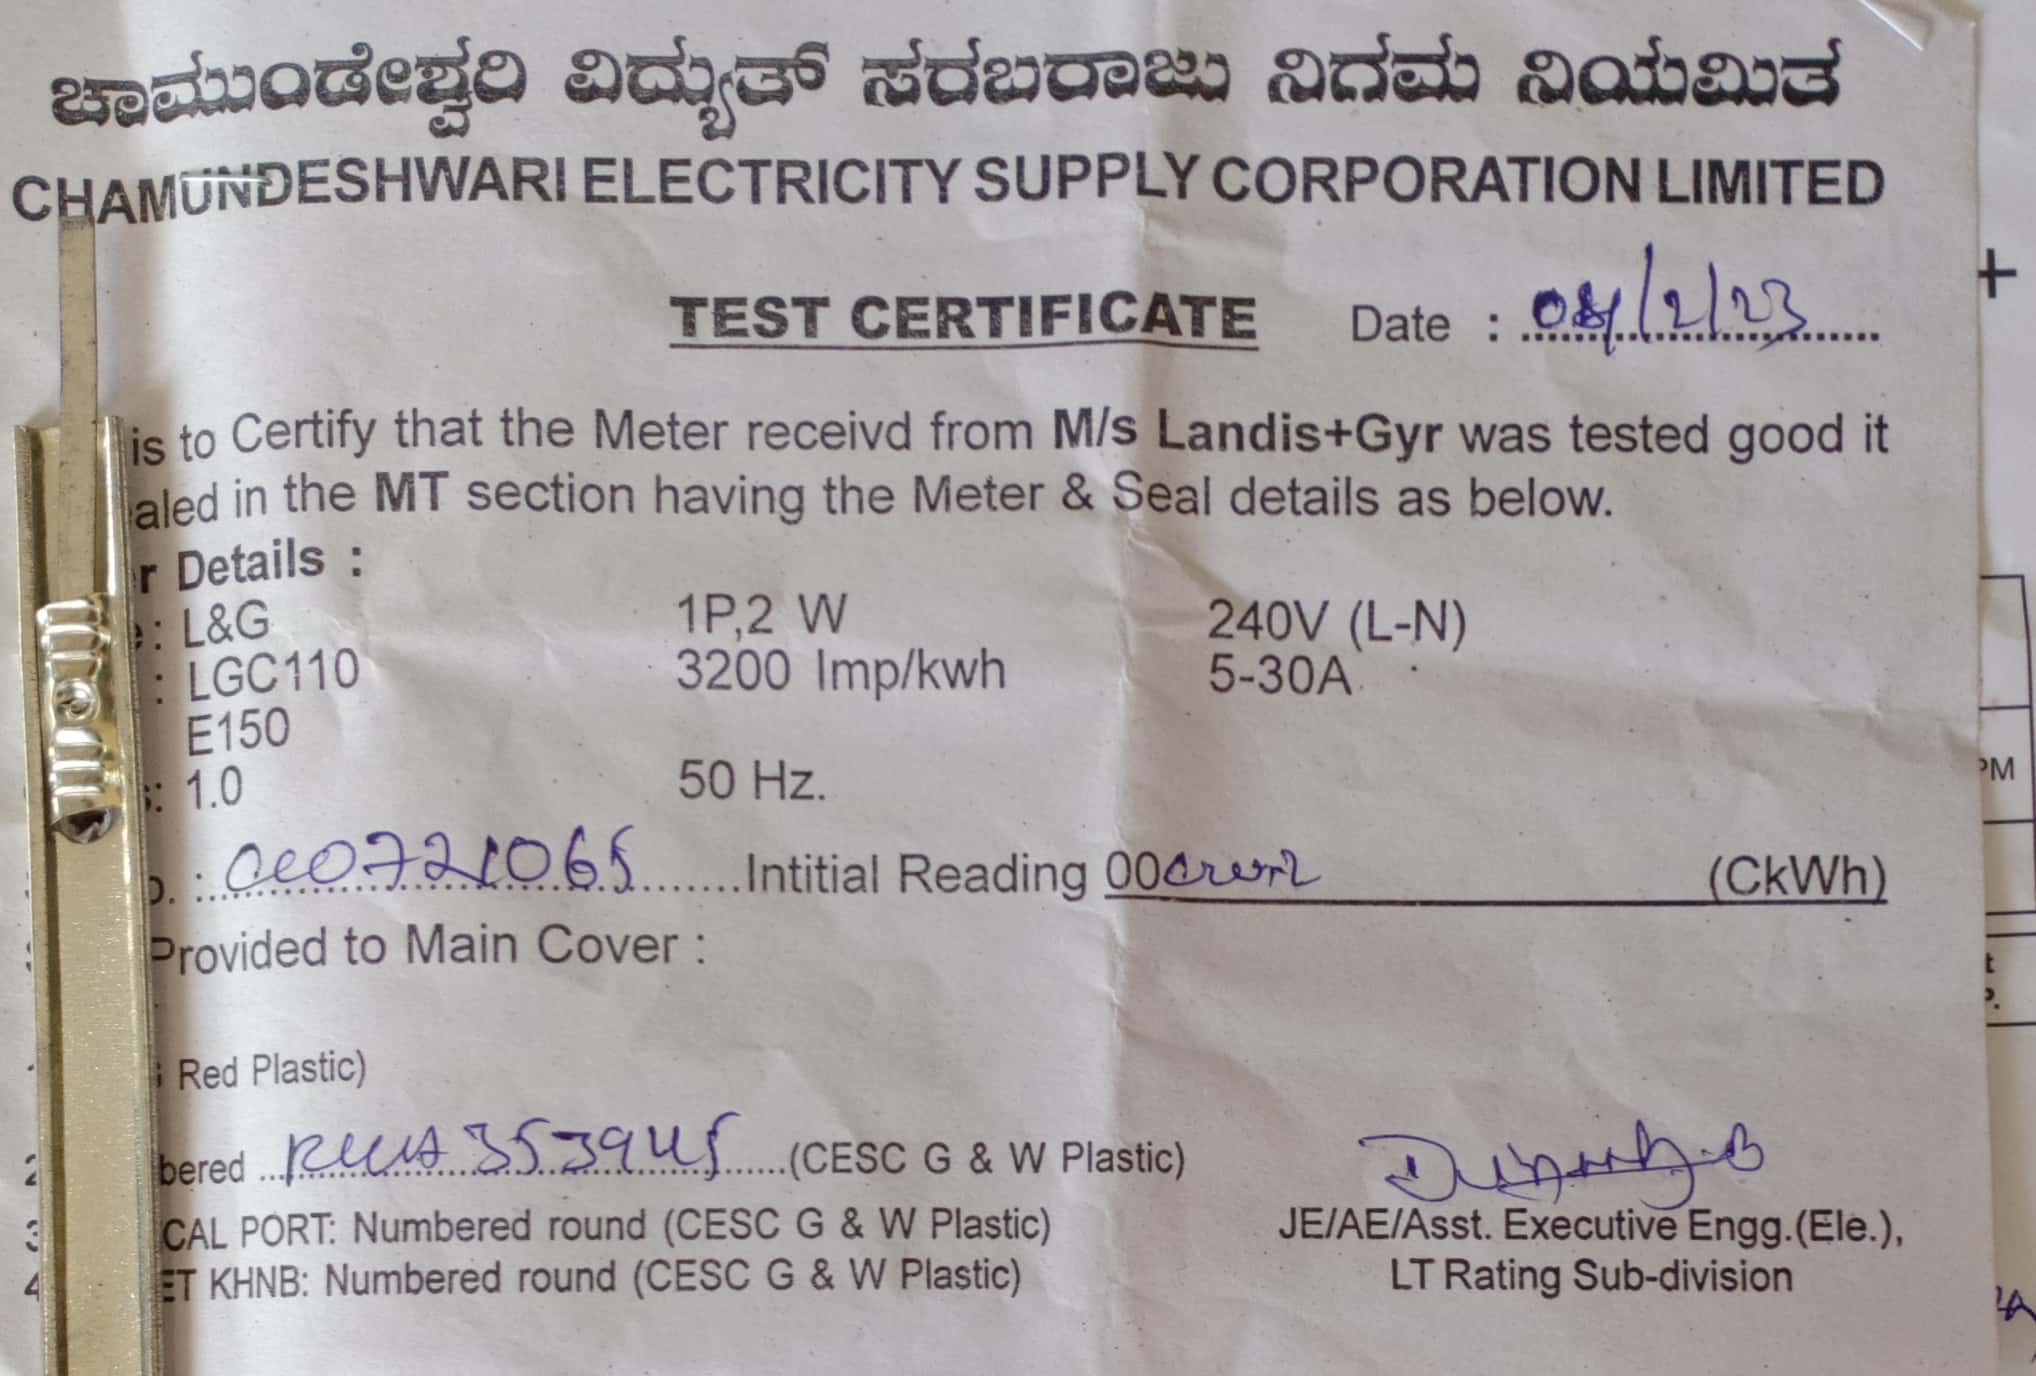 ಚಾಮುಂಡೇಶ್ವರಿ ವಿದ್ಯುತ್ ಸರಬರಾಜು ನಿಗಮ ನಿಯಮಿತ
CHAMUNDESHWARI ELECTRICITY SUPPLY CORPORATION LIMITED
TEST CERTIFICATE Date : /2/23
is to Certify that the Meter receivd from M/s Landis+Gyr was tested good it
aled in the MT section having the Meter & Seal details as below.
r Details :
: L&G 1P,2 W 240V (L-N)
: LGC110 3200 Imp/kwh 5-30A
E150
: 1.0 50 Hz.
Intitial Reading 00 (CkWh)
Provided to Main Cover :
Red Plastic)
bered (CESC G & W Plastic)
CAL PORT: Numbered round (CESC G & W Plastic)
ET KHNB: Numbered round (CESC G & W Plastic)
JE/AE/Asst. Executive Engg.(Ele.),
LT Rating Sub-division